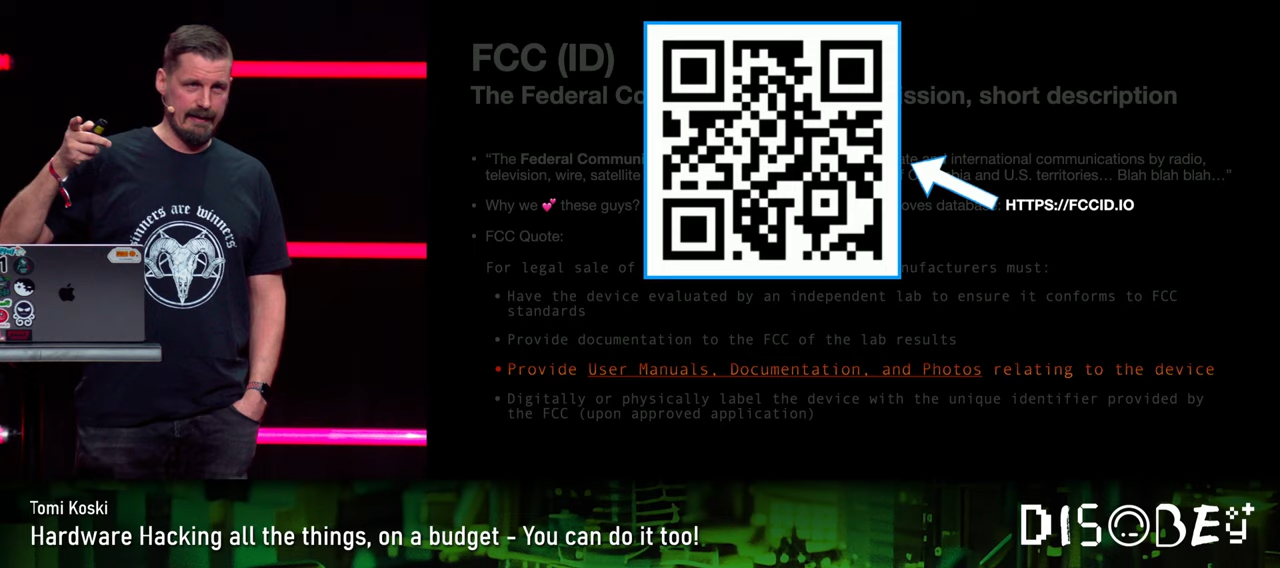 FCC (ID)
The Federal Co ssion, short description
• “The Federal Communi international communications by radio,
television, wire, satellite and U.S. territories… Blah blah blah…”
• Why we 💕 these guys? HTTPS://FCCID.IO
• FCC Quote:
For legal sale of nufacturers must:
• Have the device evaluated by an independent lab to ensure it conforms to FCC
standards
• Provide documentation to the FCC of the lab results
• Provide User Manuals, Documentation, and Photos relating to the device
• Digitally or physically label the device with the unique identifier provided by
the FCC (upon approved application)
sinners are winners
Tomi Koski
Hardware Hacking all the things, on a budget - You can do it too!
DISOBEY